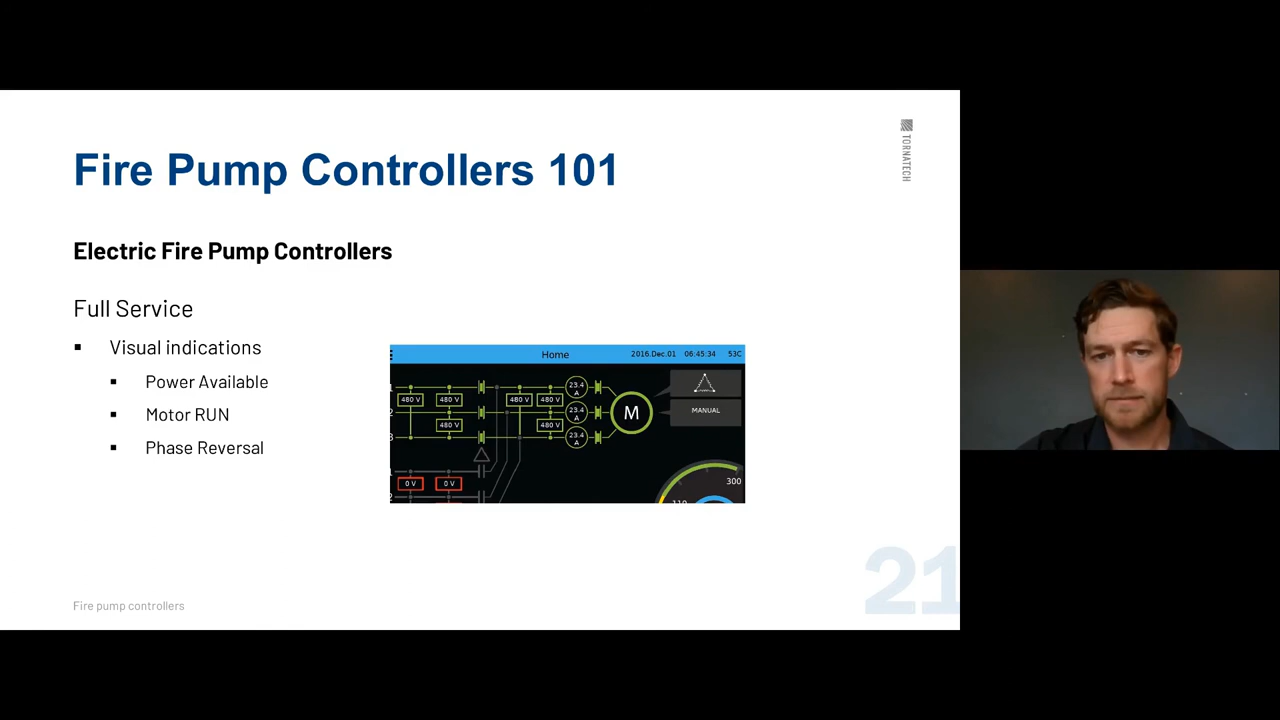 Fire Pump Controllers 101
TORNATECH
Electric Fire Pump Controllers
Full Service
Visual indications
Power Available
Motor RUN
Phase Reversal
Home 2016.Dec.01 06:45:34 53C
23.4 A
480 V 480 V 480 V 480 V
MANUAL
M
23.4 A
480 V 480 V
23.4 A
300
0 V 0 V
110
21
Fire pump controllers